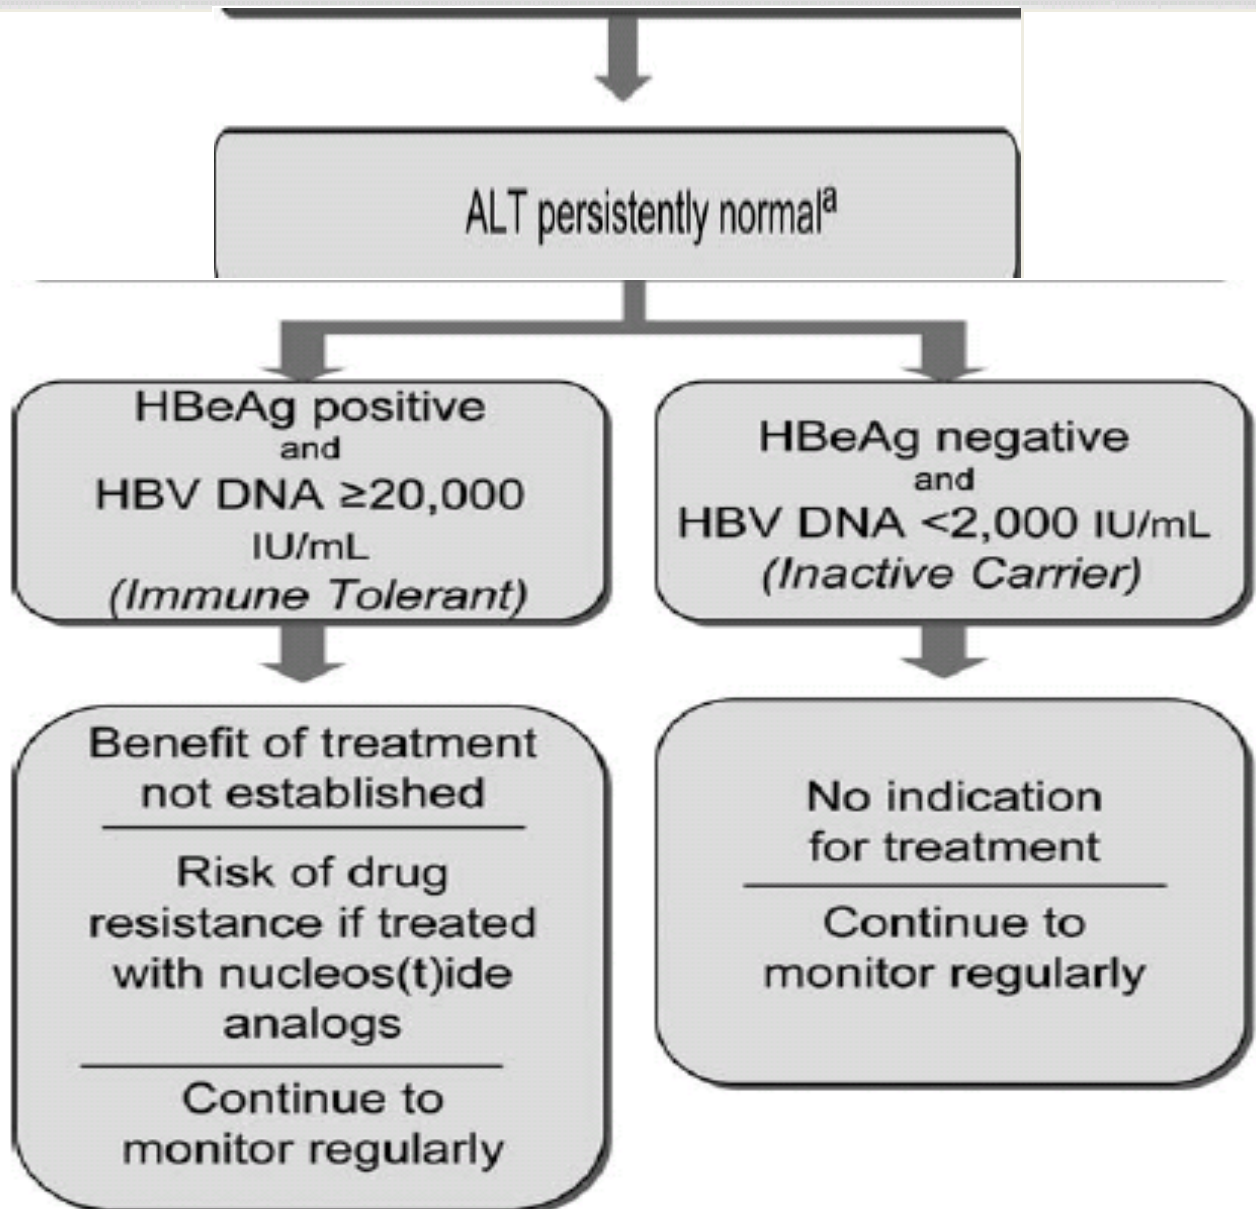 ALT persistently normalᵃ
HBeAg positive
and
HBV DNA ≥20,000
IU/mL
(Immune Tolerant)
HBeAg negative
and
HBV DNA <2,000 IU/mL
(Inactive Carrier)
Benefit of treatment
not established
Risk of drug
resistance if treated
with nucleos(t)ide
analogs
Continue to
monitor regularly
No indication
for treatment
Continue to
monitor regularly